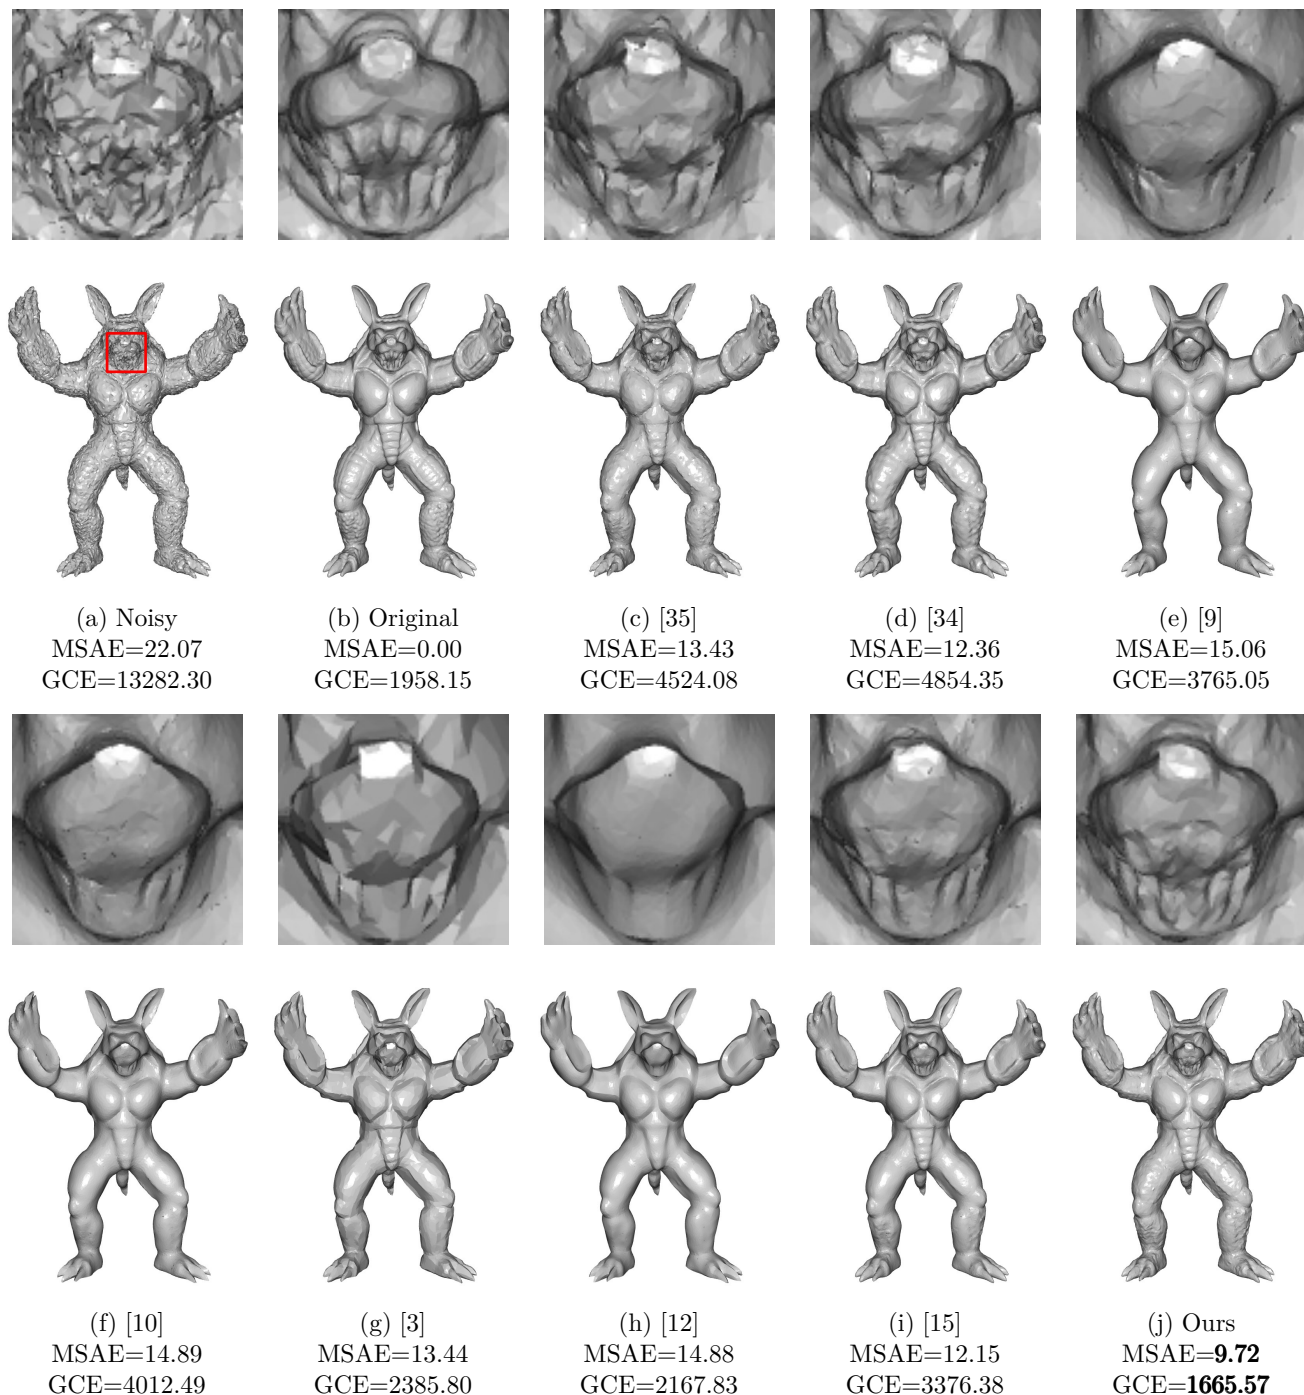 (a) Noisy
MSAE=22.07
GCE=13282.30
(b) Original
MSAE=0.00
GCE=1958.15
(c) [35]
MSAE=13.43
GCE=4524.08
(d) [34]
MSAE=12.36
GCE=4854.35
(e) [9]
MSAE=15.06
GCE=3765.05
(f) [10]
MSAE=14.89
GCE=4012.49
(g) [3]
MSAE=13.44
GCE=2385.80
(h) [12]
MSAE=14.88
GCE=2167.83
(i) [15]
MSAE=12.15
GCE=3376.38
(j) Ours
MSAE=9.72
GCE=1665.57